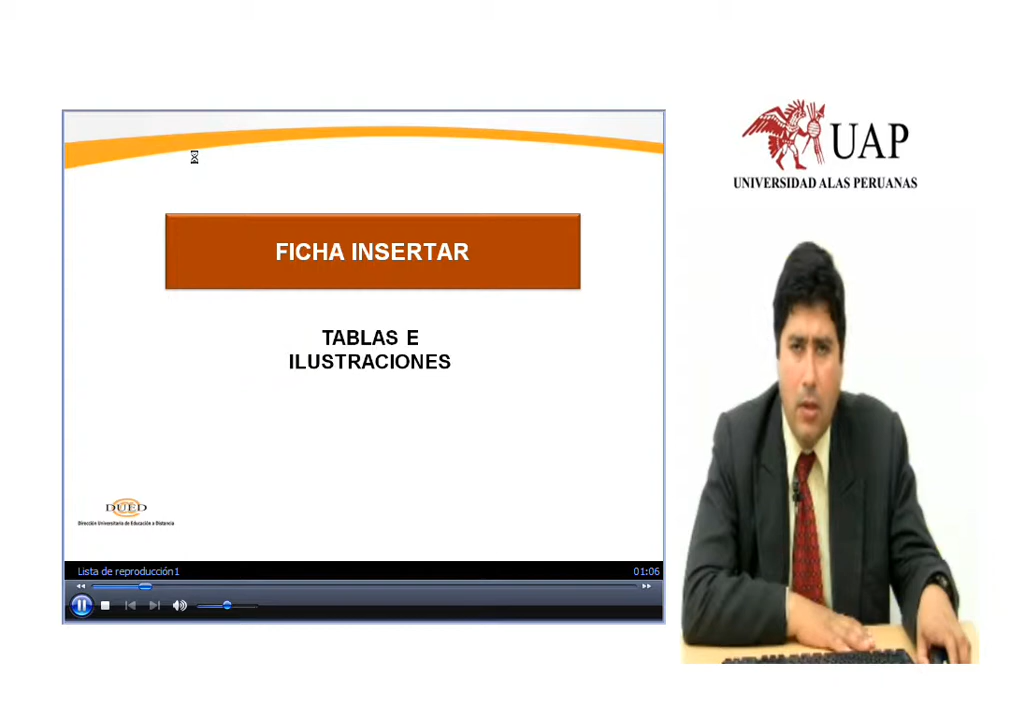 UAP
UNIVERSIDAD ALAS PERUANAS
FICHA INSERTAR
TABLAS E
ILUSTRACIONES
DUED
Dirección Universitaria de Educación a Distancia
Lista de reproducción1
01:06